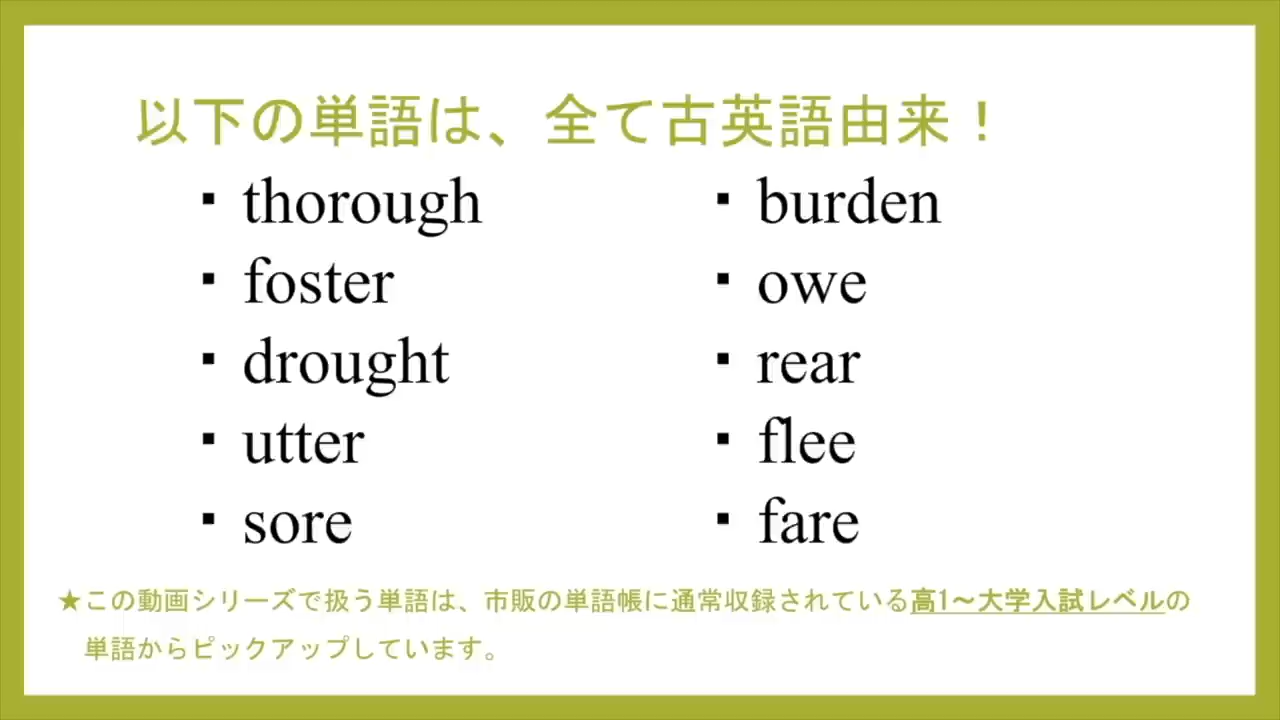 以下の単語は、全て古英語由来！
・thorough
・foster
・drought
・utter
・sore
・burden
・owe
・rear
・flee
・fare
★この動画シリーズで扱う単語は、市販の単語帳に通常収録されている高1～大学入試レベルの
単語からピックアップしています。